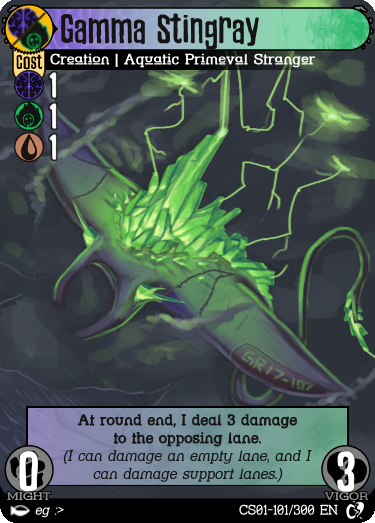 Gamma Stingray
Cost
Creation | Aquatic Primeval Stranger
1
1
1
At round end, I deal 3 damage
to the opposing lane.
(I can damage an empty lane, and I
can damage support lanes.)
0
MIGHT
3
VIGOR
eg :>
CS01-101/300 EN